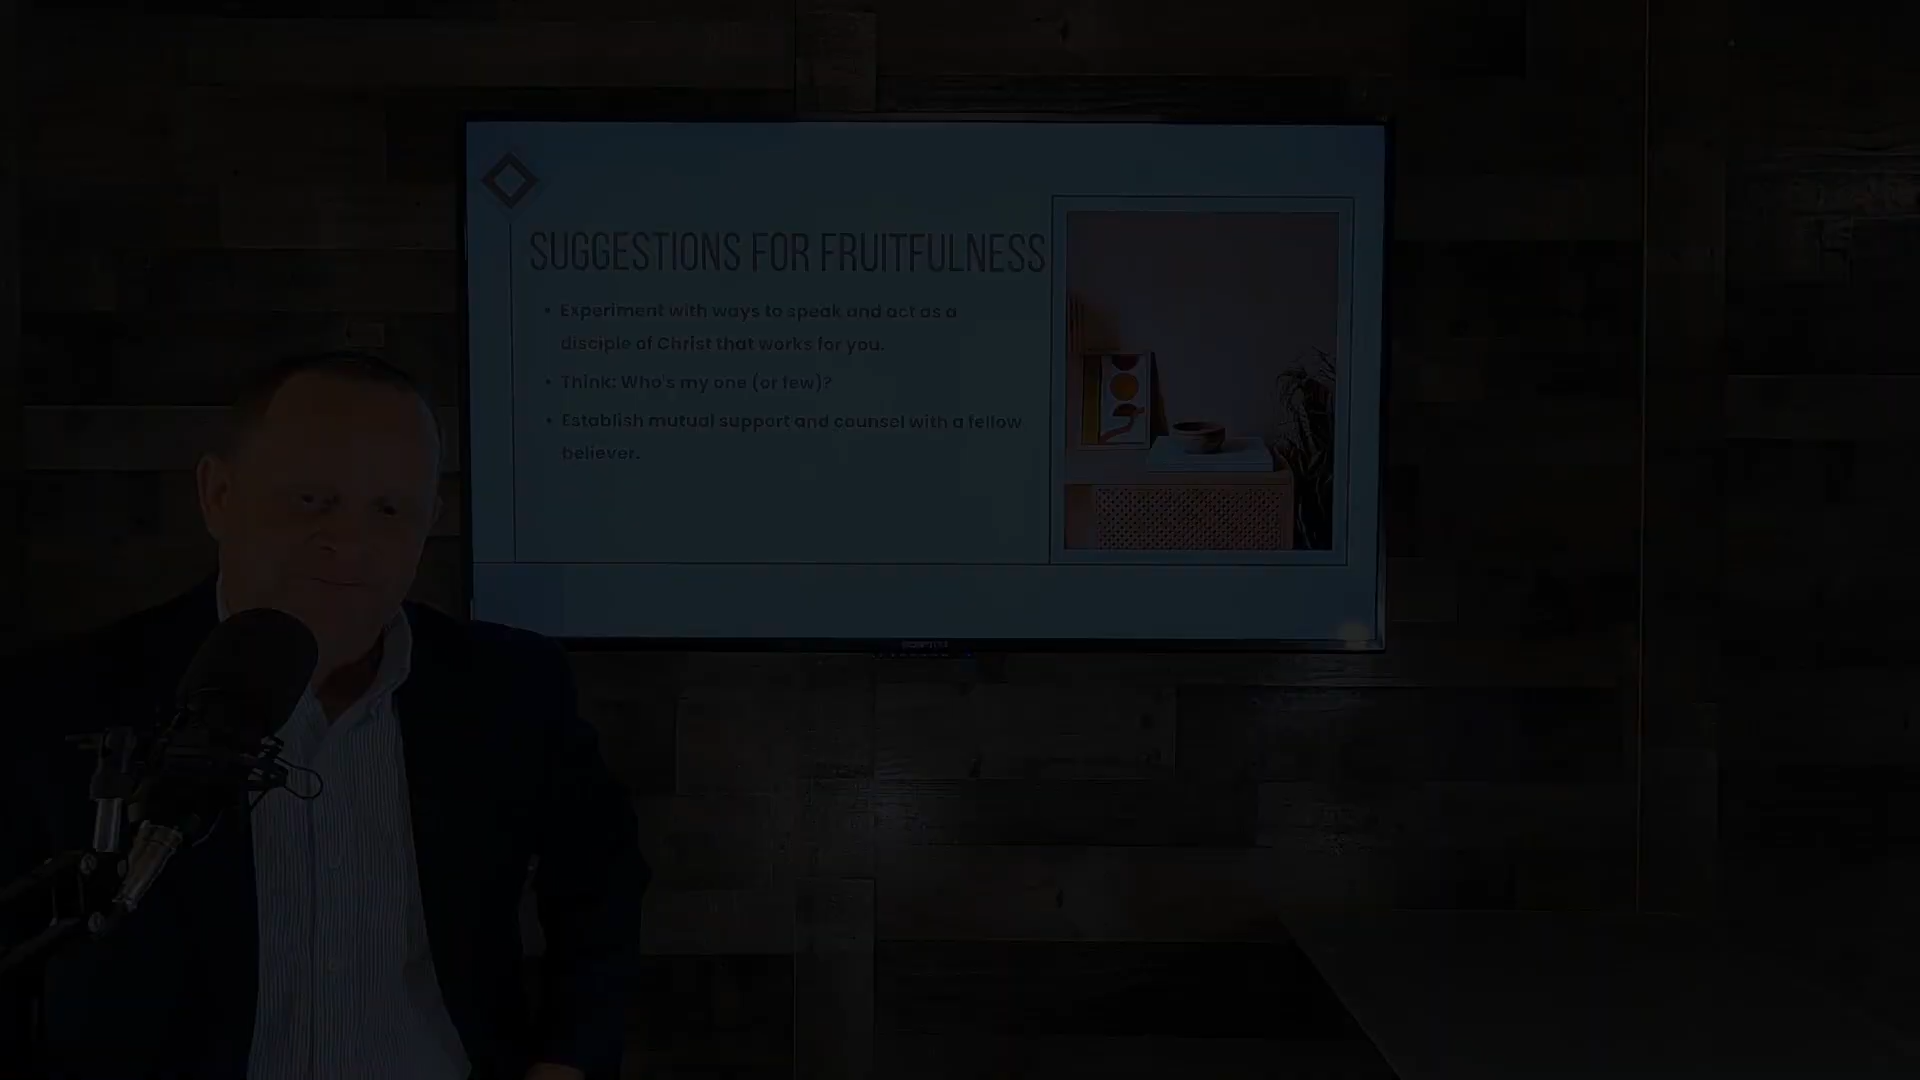 SUGGESTIONS FOR FRUITFULNESS
• Experiment with ways to speak and act as a
disciple of Christ that works for you.
• Think: Who's my one (or few)?
• Establish mutual support and counsel with a fellow
believer.